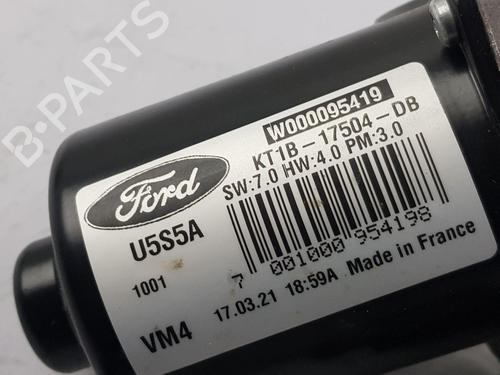 W000095419
KT1B-17504-DB
SW:7.0 HW:4.0 PM:3.0
Ford
U5S5A
7 001000 954198
1001
17.03.21 18:59A Made in France
VM4
B-PARTS